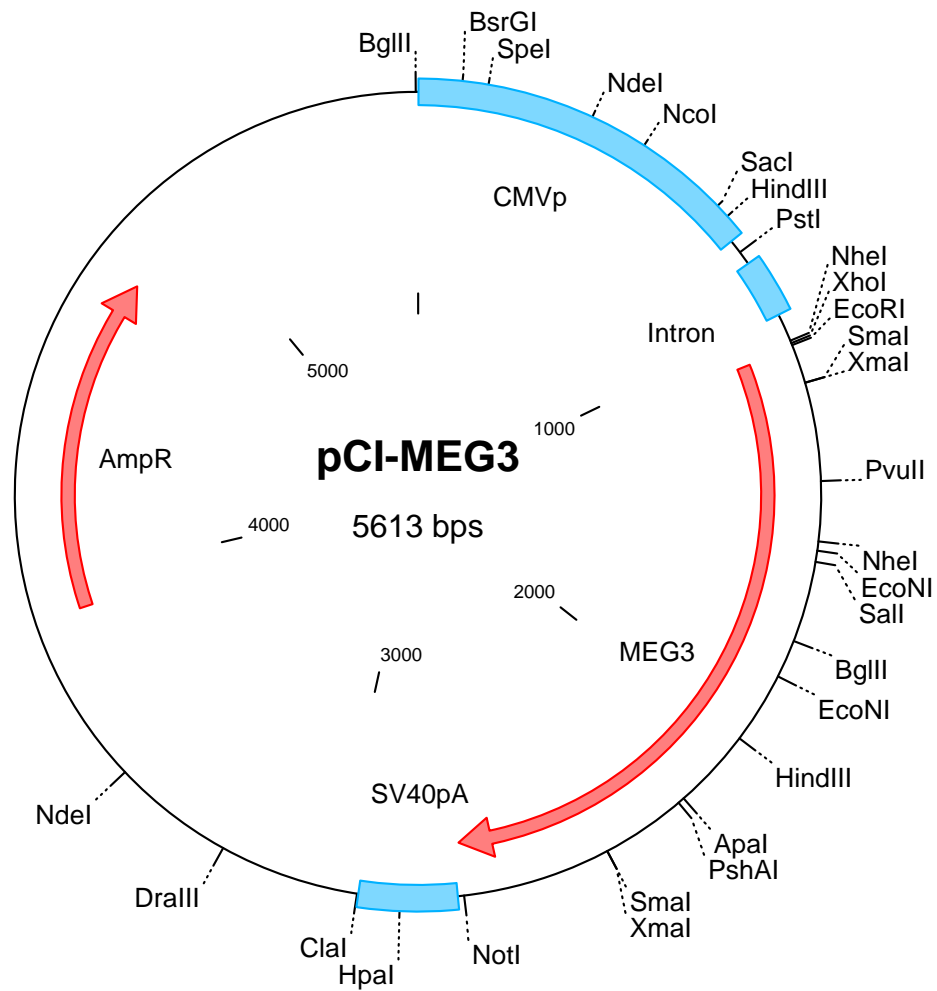 BsrGI
BglII
SpeI
NdeI
NcoI
SacI
HindIII
CMVp
PstI
NheI
XhoI
EcoRI
Intron
SmaI
XmaI
5000
1000
pCI-MEG3
AmpR
PvuII
4000
5613 bps
NheI
EcoNI
SalI
2000
3000
MEG3
BglII
EcoNI
HindIII
SV40pA
NdeI
ApaI
PshAI
DraIII
SmaI
XmaI
ClaI
HpaI
NotI